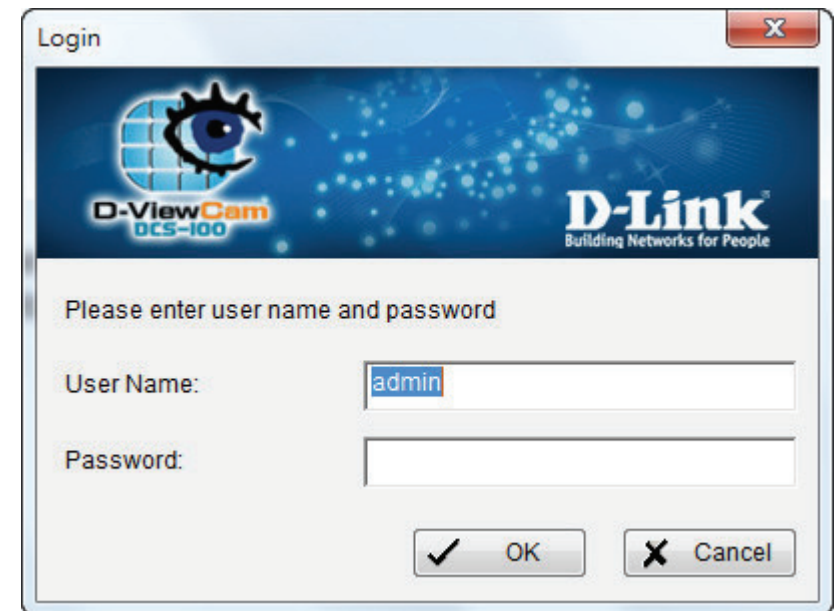 Login
D-ViewCam
DCS-100
D-Link
Building Networks for People
Please enter user name and password
User Name: admin
Password:
OK Cancel